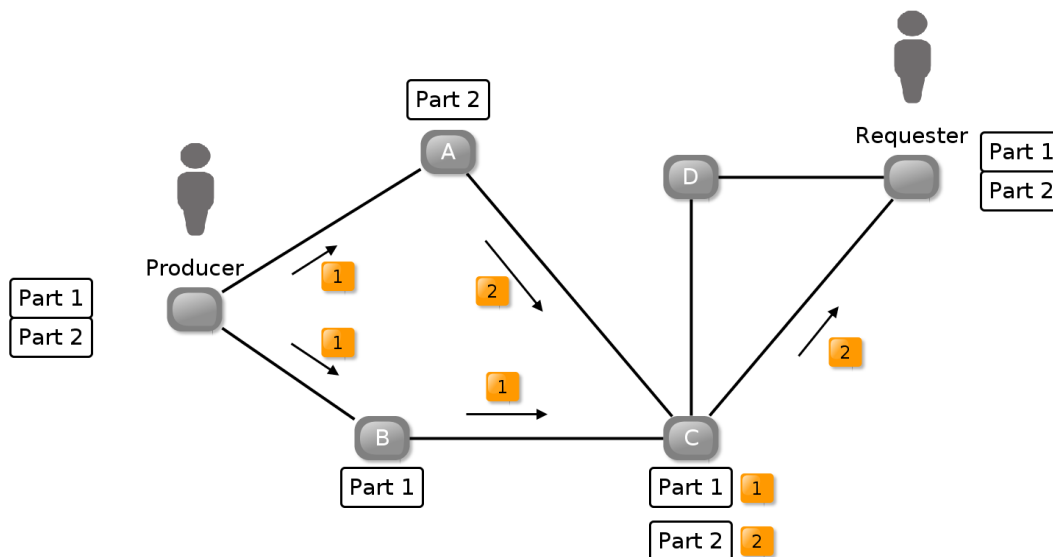 Part 2
A
Requester
Part 1
Part 2
D
Producer
Part 1
Part 2
1
2
1
1
2
B
Part 1
C
Part 1 1
Part 2 2